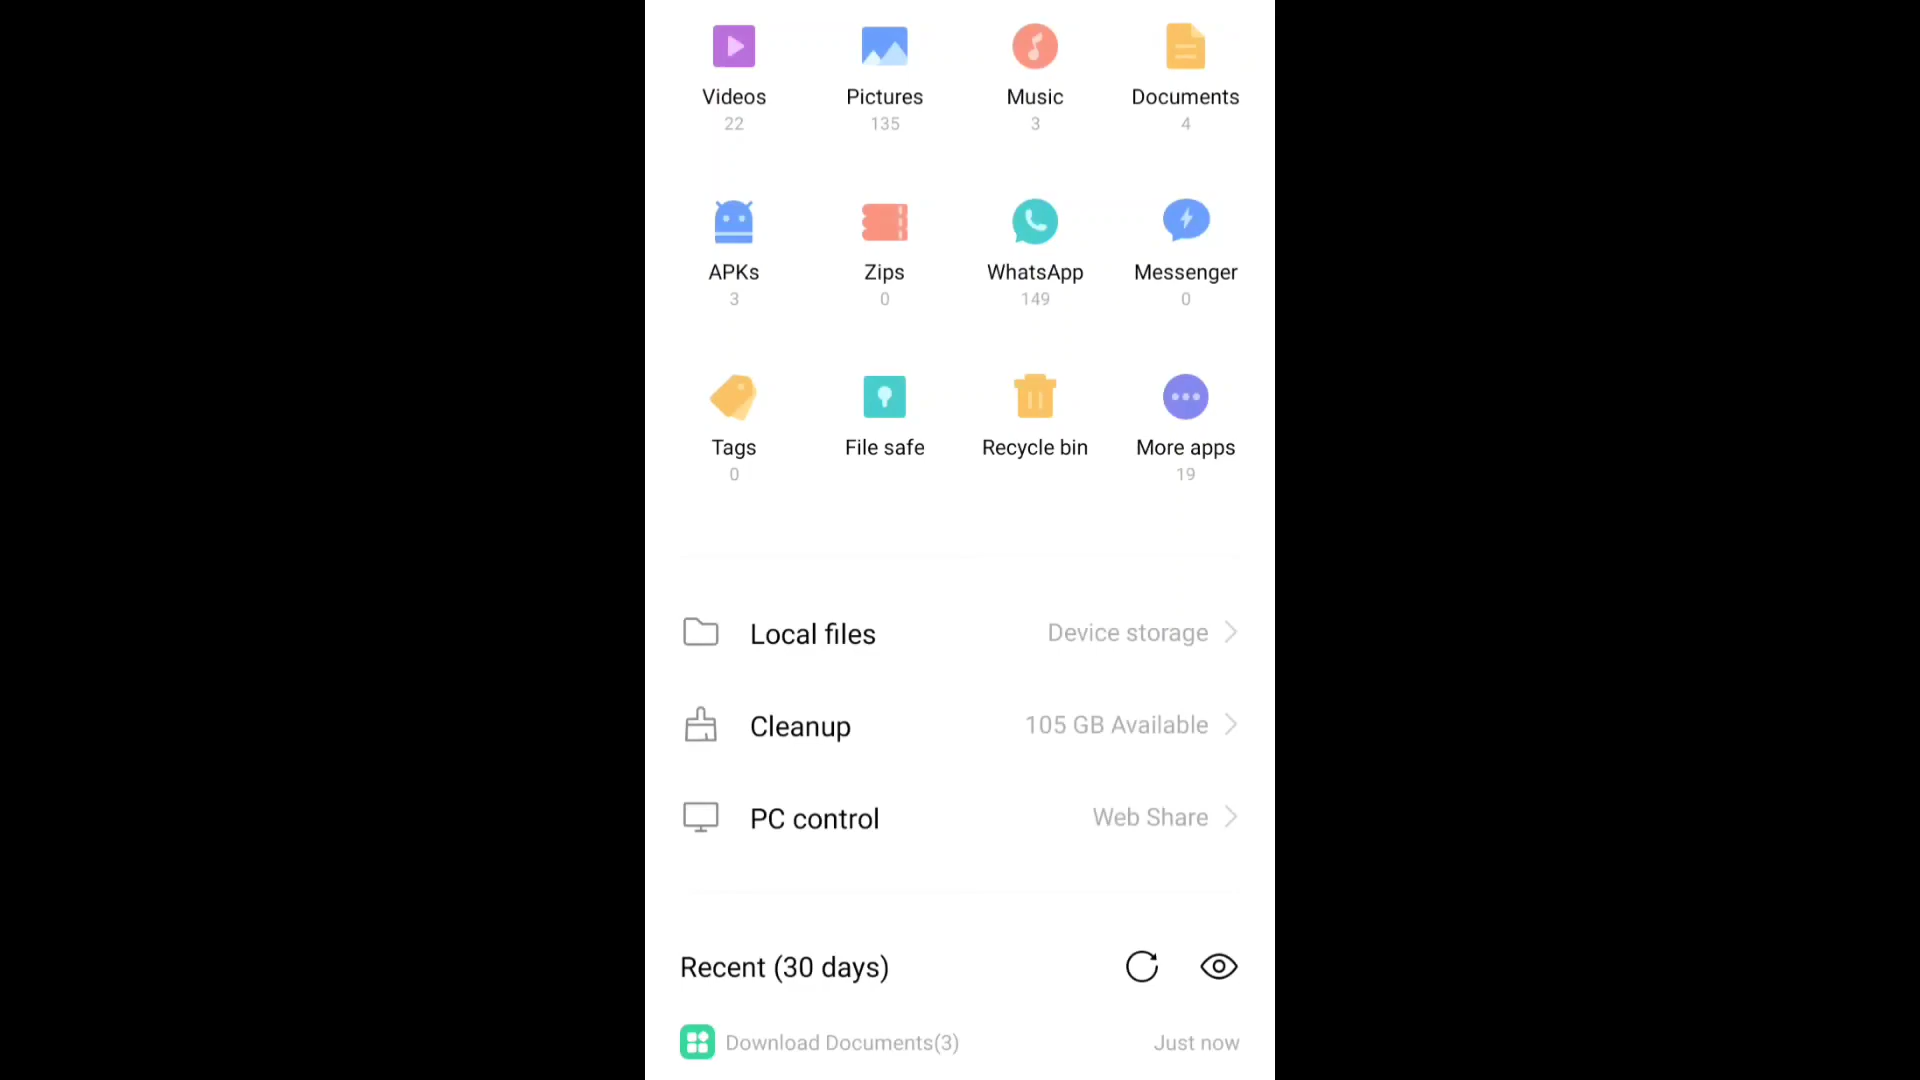 Videos Pictures Music Documents
22 135 3 4
APKs Zips WhatsApp Messenger
3 0 149 0
Tags File safe Recycle bin More apps
0 19
Local files Device storage
Cleanup 105 GB Available
PC control Web Share
Recent (30 days)
Download Documents(3) Just now